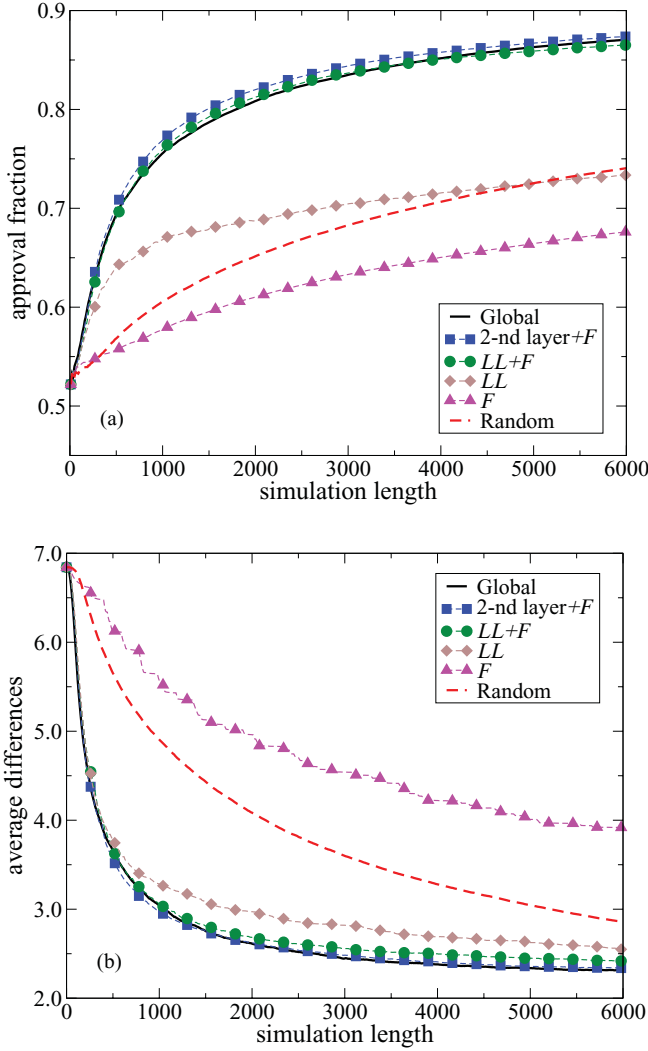 0.9
0.8
0.7
0.6
0.5
approval fraction
(a)
Global
2-nd layer+F
LL+F
LL
F
Random
0 1000 2000 3000 4000 5000 6000
simulation length
7.0
6.0
5.0
4.0
3.0
2.0
average differences
Global
2-nd layer+F
LL+F
LL
F
Random
(b)
0 1000 2000 3000 4000 5000 6000
simulation length